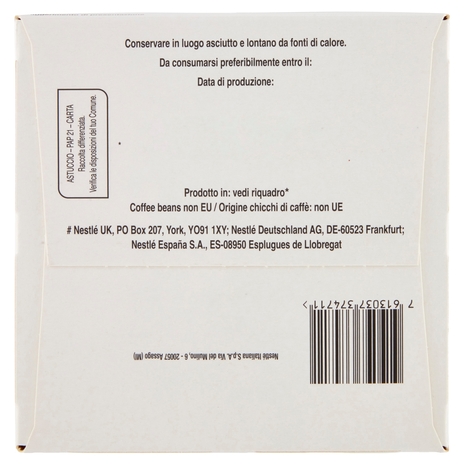 Conservare in luogo asciutto e lontano da fonti di calore.
Da consumarsi preferibilmente entro il:
Data di produzione:
ASTUCCIO – PAP 21 – CARTA
Raccolta differenziata.
Verifica le disposizioni del tuo Comune.
Prodotto in: vedi riquadro*
Coffee beans non EU / Origine chicchi di caffè: non UE
# Nestlé UK, PO Box 207, York, YO91 1XY; Nestlé Deutschland AG, DE-60523 Frankfurt;
Nestlé España S.A., ES-08950 Esplugues de Llobregat
7 613037 374711 >
Nestlé Italiana S.p.A. Via del Mulino, 6 - 20057 Assago (MI)